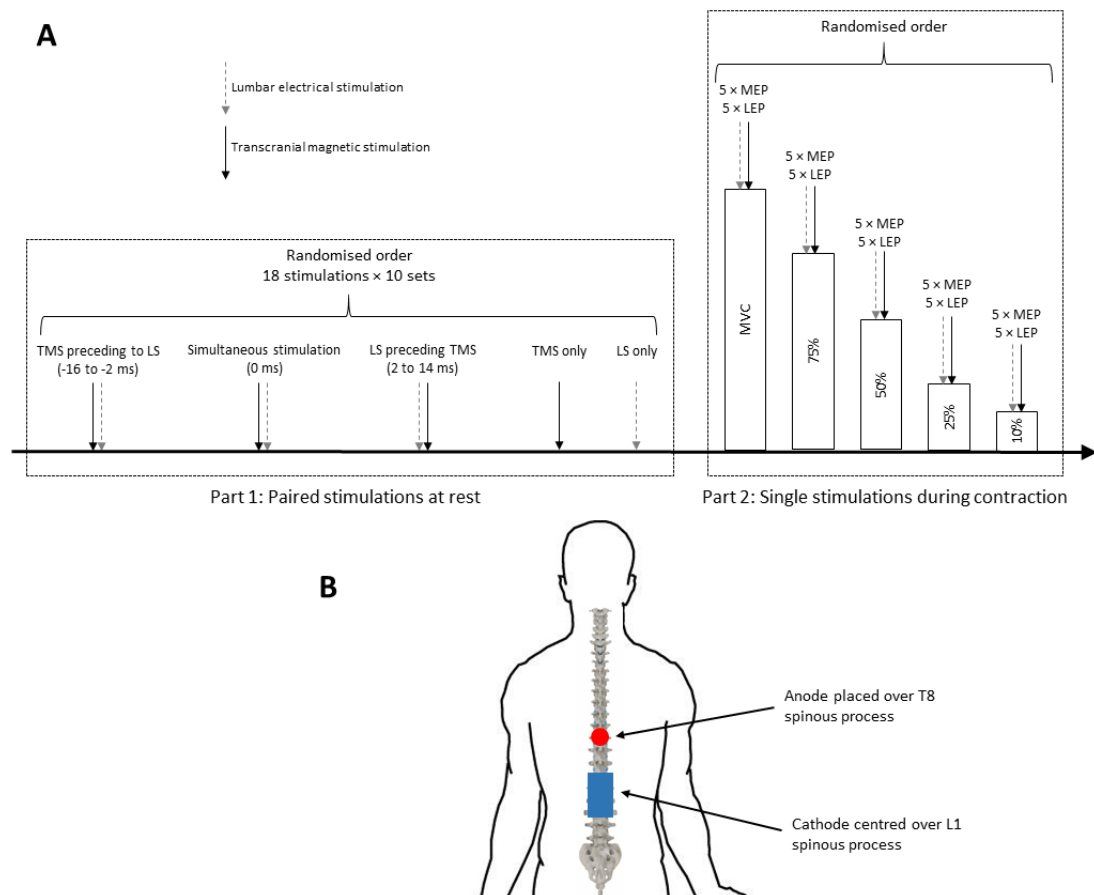 A
Randomised order
Lumbar electrical stimulation
Transcranial magnetic stimulation
5 × MEP
5 × LEP
5 × MEP
5 × LEP
5 × MEP
5 × LEP
5 × MEP
5 × LEP
5 × MEP
5 × LEP
MVC
75%
50%
25%
10%
Randomised order
18 stimulations × 10 sets
TMS preceding to LS
(-16 to -2 ms)
Simultaneous stimulation
(0 ms)
LS preceding TMS
(2 to 14 ms)
TMS only
LS only
Part 1: Paired stimulations at rest
Part 2: Single stimulations during contraction
B
Anode placed over T8
spinous process
Cathode centred over L1
spinous process